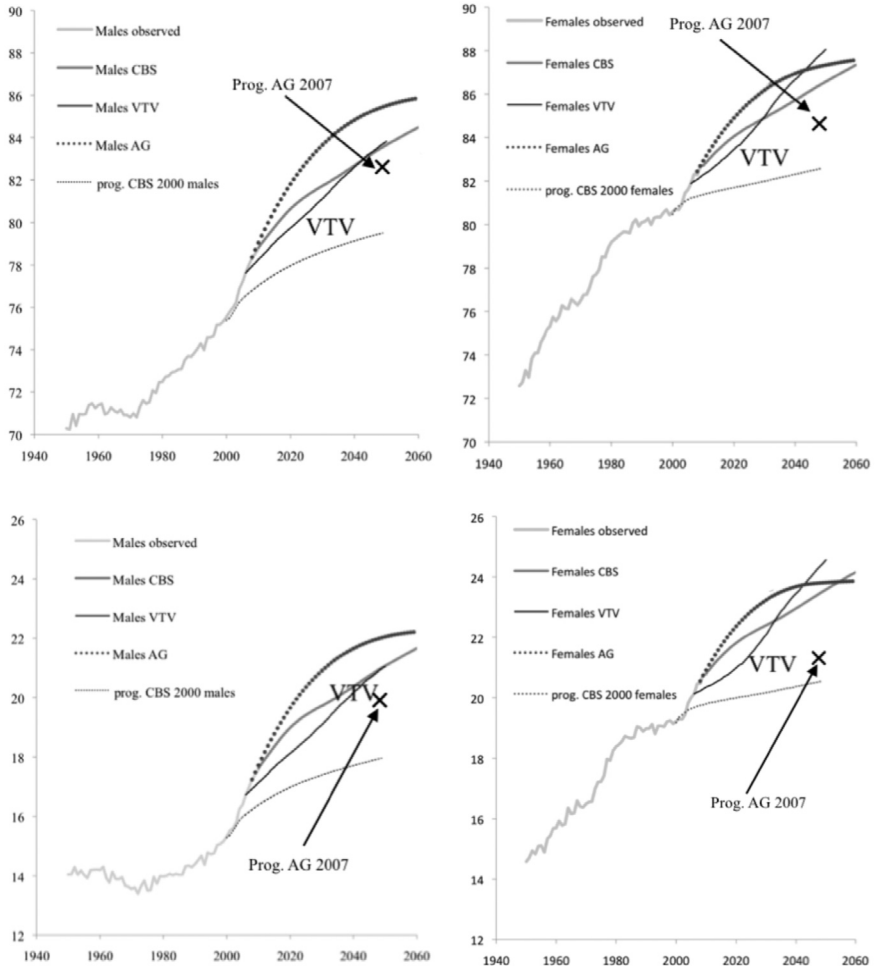 90
88
86
84
82
80
78
76
74
72
70
1940 1960 1980 2000 2020 2040 2060
Males observed
Males CBS
Males VTV
Males AG
prog. CBS 2000 males
Prog. AG 2007
VTV
90
88
86
84
82
80
78
76
74
72
70
1940 1960 1980 2000 2020 2040 2060
Females observed
Females CBS
Females VTV
Females AG
prog. CBS 2000 females
Prog. AG 2007
VTV
26
24
22
20
18
16
14
12
1940 1960 1980 2000 2020 2040 2060
Males observed
Males CBS
Males VTV
Males AG
prog. CBS 2000 males
VTV
Prog. AG 2007
26
24
22
20
18
16
14
12
1940 1960 1980 2000 2020 2040 2060
Females observed
Females CBS
Females VTV
Females AG
prog. CBS 2000 females
VTV
Prog. AG 2007